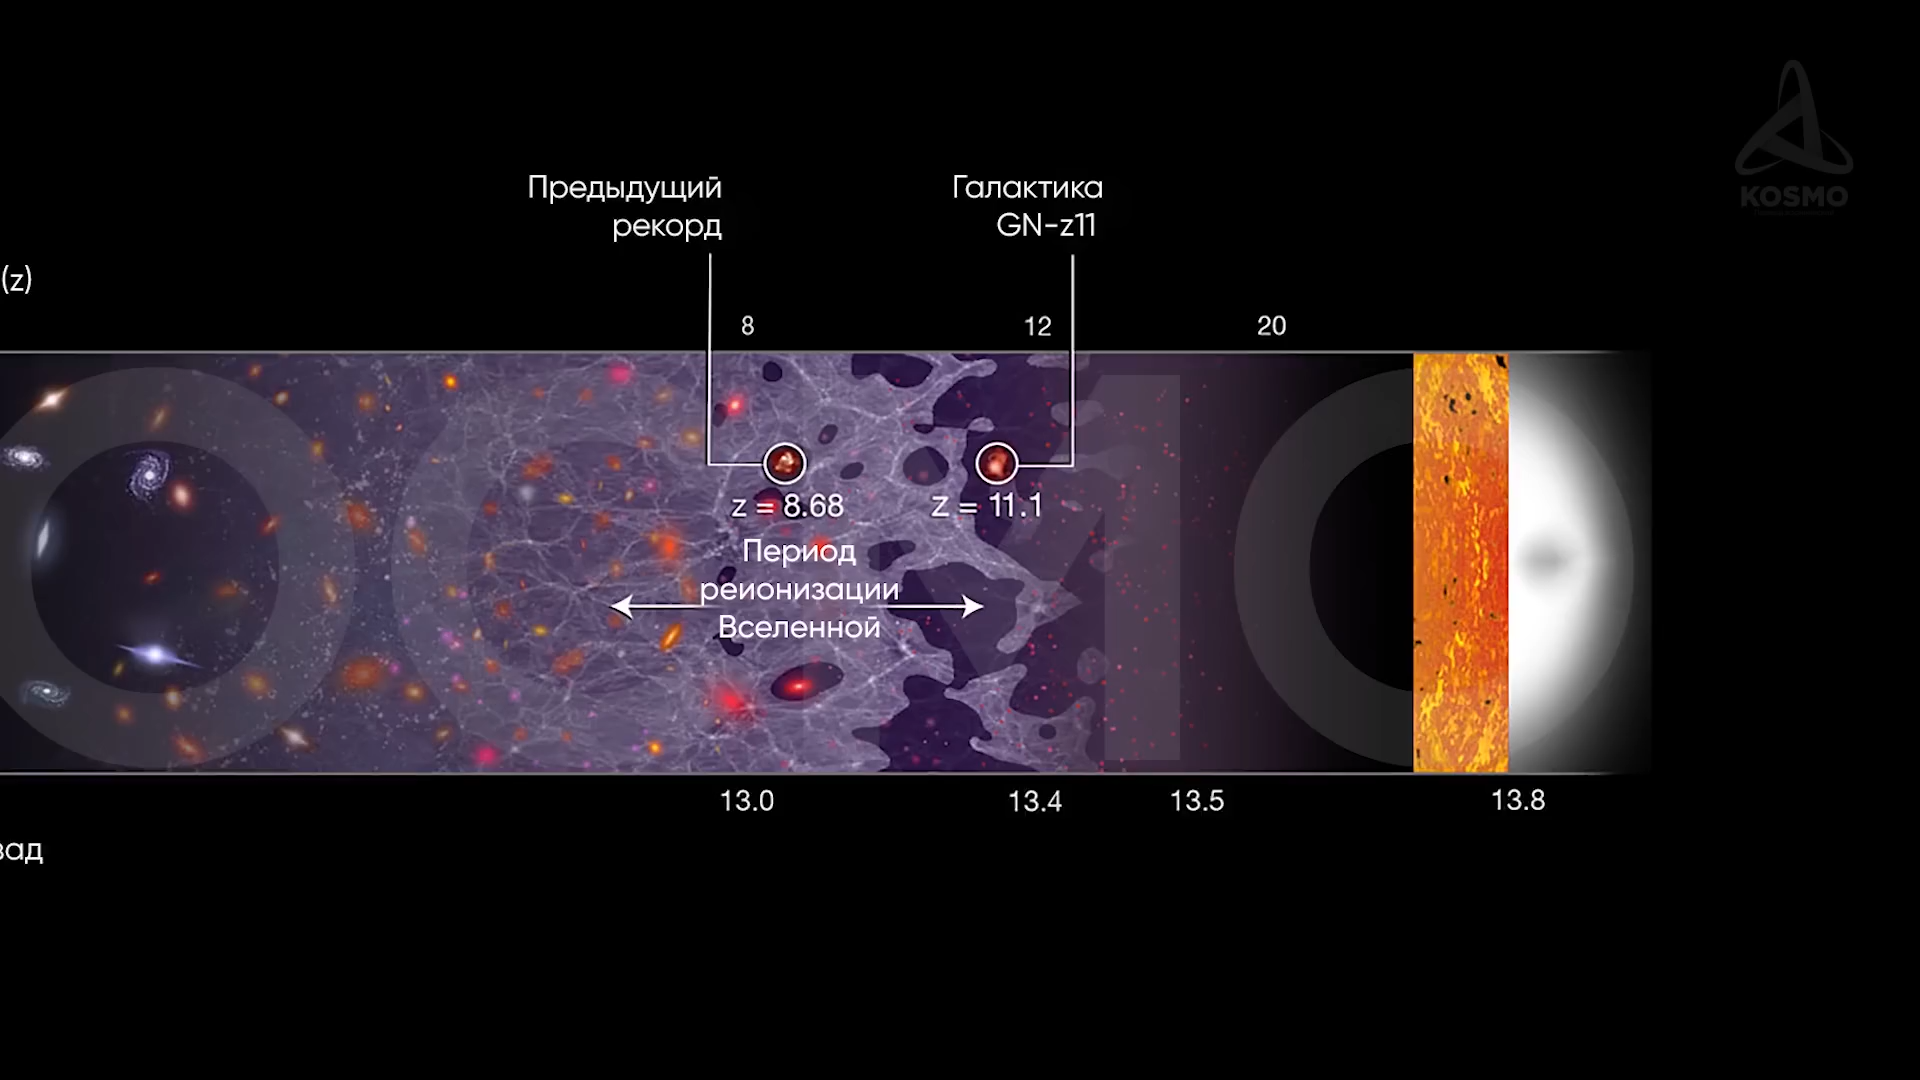 KOSMO
Предыдущий
рекорд
Галактика
GN-z11
(z)
8
12
20
z = 8.68
z = 11.1
Период
реионизации
Вселенной
13.0
13.4
13.5
13.8
зад